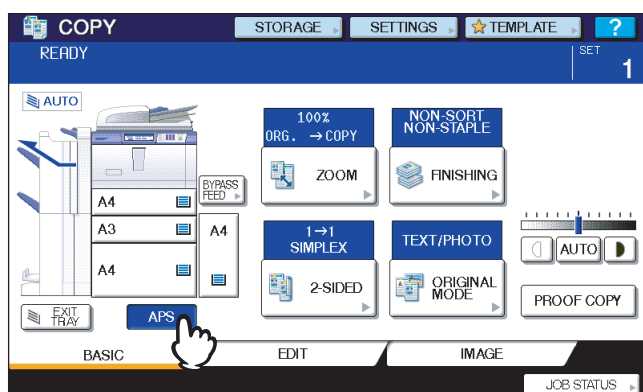 COPY
STORAGE
SETTINGS
TEMPLATE
?
READY
SET
1
AUTO
100%
ORG. → COPY
ZOOM
NON-SORT
NON-STAPLE
FINISHING
BYPASS
FEED
A4
A3
A4
A4
1→1
SIMPLEX
2-SIDED
TEXT/PHOTO
ORIGINAL
MODE
AUTO
PROOF COPY
EXIT
TRAY
APS
BASIC
EDIT
IMAGE
JOB STATUS